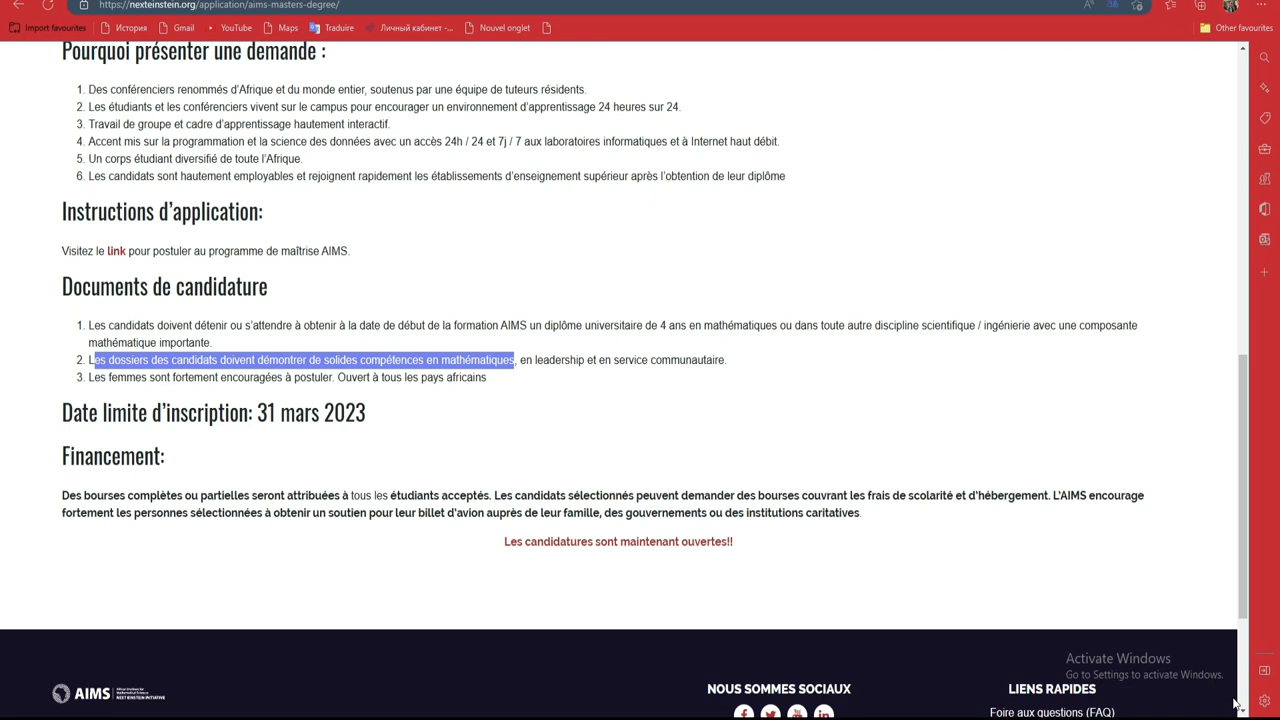 https://nexteinstein.org/application/aims-masters-degree/
Import favourites
История
Gmail
YouTube
Maps
Traduire
Личный кабинет -...
Nouvel onglet
Other favourites
Pourquoi présenter une demande :
1. Des conférenciers renommés d'Afrique et du monde entier, soutenus par une équipe de tuteurs résidents.
2. Les étudiants et les conférenciers vivent sur le campus pour encourager un environnement d'apprentissage 24 heures sur 24.
3. Travail de groupe et cadre d'apprentissage hautement interactif.
4. Accent mis sur la programmation et la science des données avec un accès 24h / 24 et 7j / 7 aux laboratoires informatiques et à Internet haut débit.
5. Un corps étudiant diversifié de toute l'Afrique.
6. Les candidats sont hautement employables et rejoignent rapidement les établissements d'enseignement supérieur après l'obtention de leur diplôme
Instructions d'application:
Visitez le link pour postuler au programme de maîtrise AIMS.
Documents de candidature
1. Les candidats doivent détenir ou s'attendre à obtenir à la date de début de la formation AIMS un diplôme universitaire de 4 ans en mathématiques ou dans toute autre discipline scientifique / ingénierie avec une composante
mathématique importante.
2. Les dossiers des candidats doivent démontrer de solides compétences en mathématiques, en leadership et en service communautaire.
3. Les femmes sont fortement encouragées à postuler. Ouvert à tous les pays africains
Date limite d'inscription: 31 mars 2023
Financement:
Des bourses complètes ou partielles seront attribuées à tous les étudiants acceptés. Les candidats sélectionnés peuvent demander des bourses couvrant les frais de scolarité et d'hébergement. L'AIMS encourage
fortement les personnes sélectionnées à obtenir un soutien pour leur billet d'avion auprès de leur famille, des gouvernements ou des institutions caritatives.
Les candidatures sont maintenant ouvertes!!
Activate Windows
Go to Settings to activate Windows.
AIMS
African Institute for
Mathematical Sciences
NEXT EINSTEIN INITIATIVE
NOUS SOMMES SOCIAUX
LIENS RAPIDES
Foire aux questions (FAQ)